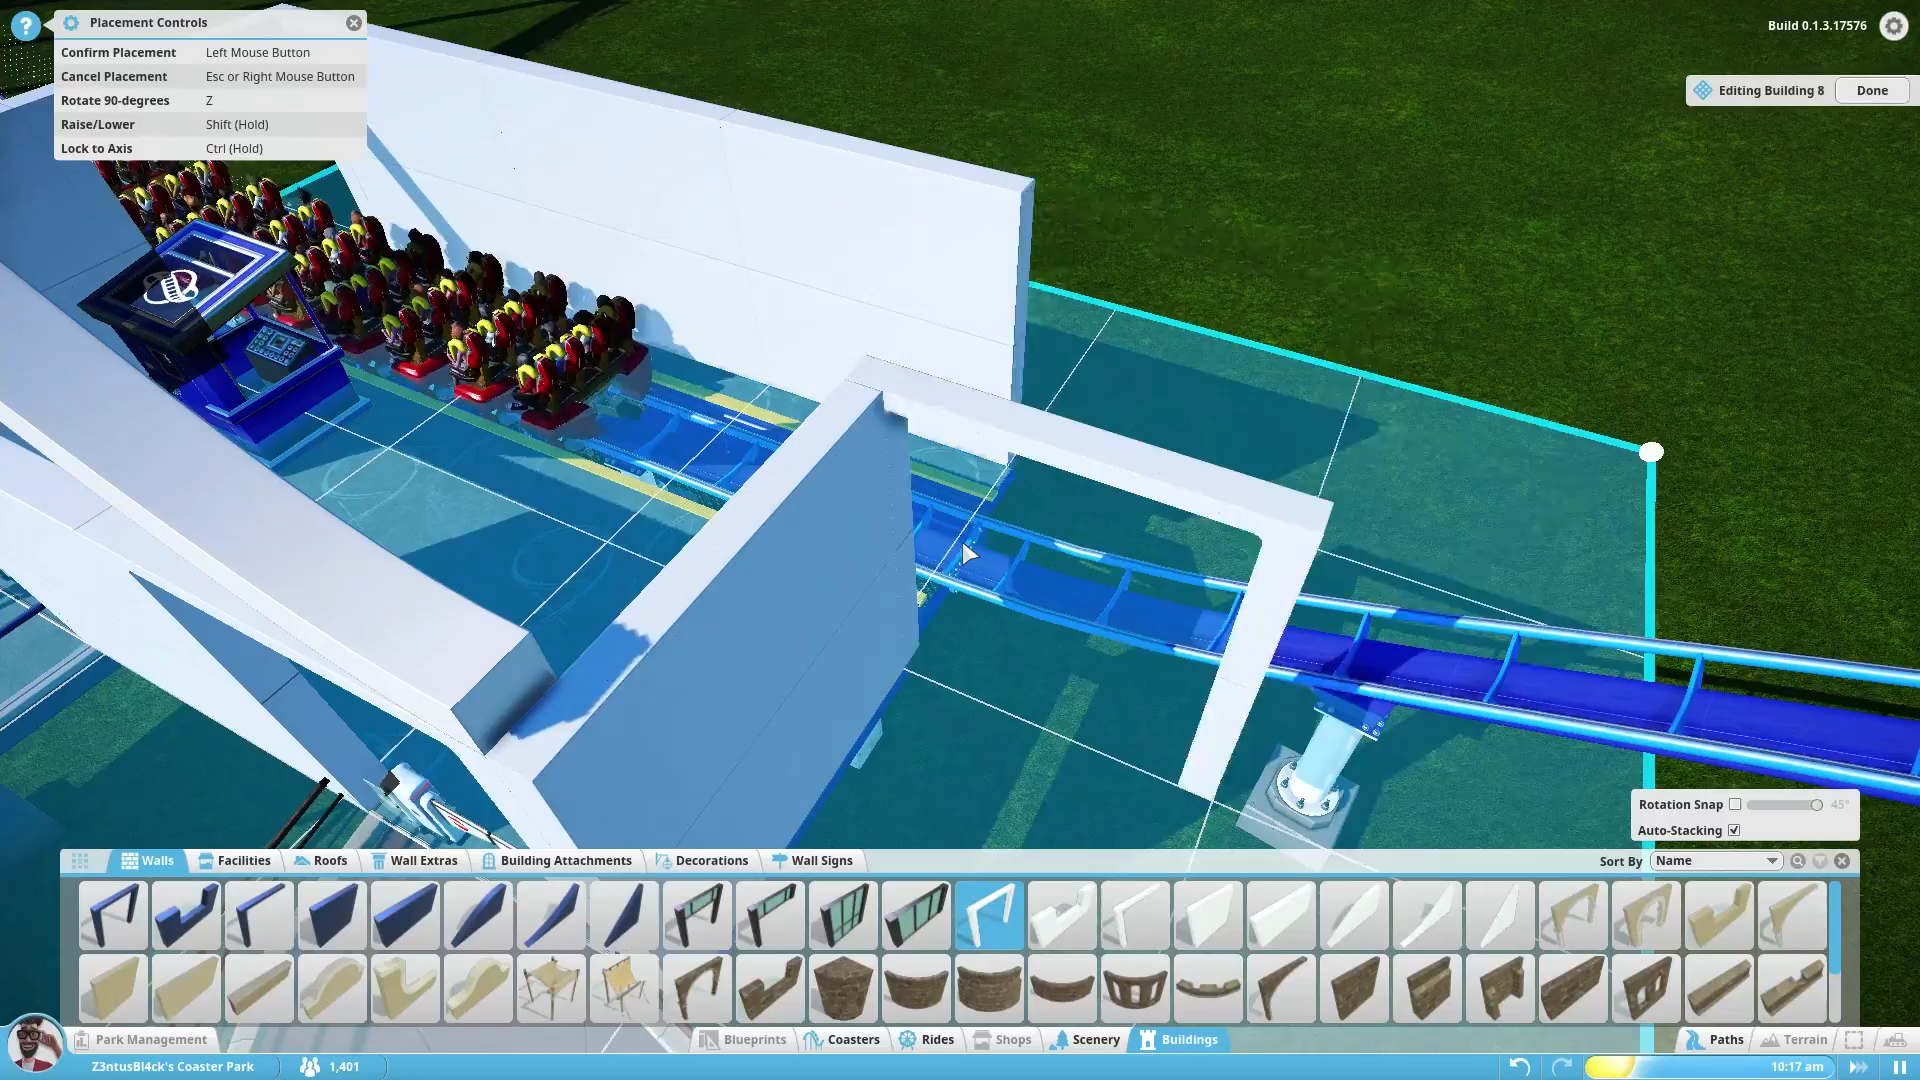 ?
Placement Controls
Confirm Placement Left Mouse Button
Cancel Placement Esc or Right Mouse Button
Rotate 90-degrees Z
Raise/Lower Shift (Hold)
Lock to Axis Ctrl (Hold)
Build 0.1.3.17576
Editing Building 8 Done
Rotation Snap 45°
Auto-Stacking
Walls Facilities Roofs Wall Extras Building Attachments Decorations Wall Signs Sort By Name
Park Management Blueprints Coasters Rides Shops Scenery Buildings Paths Terrain
Z3ntusBl4ck's Coaster Park 1,401 10:17 am